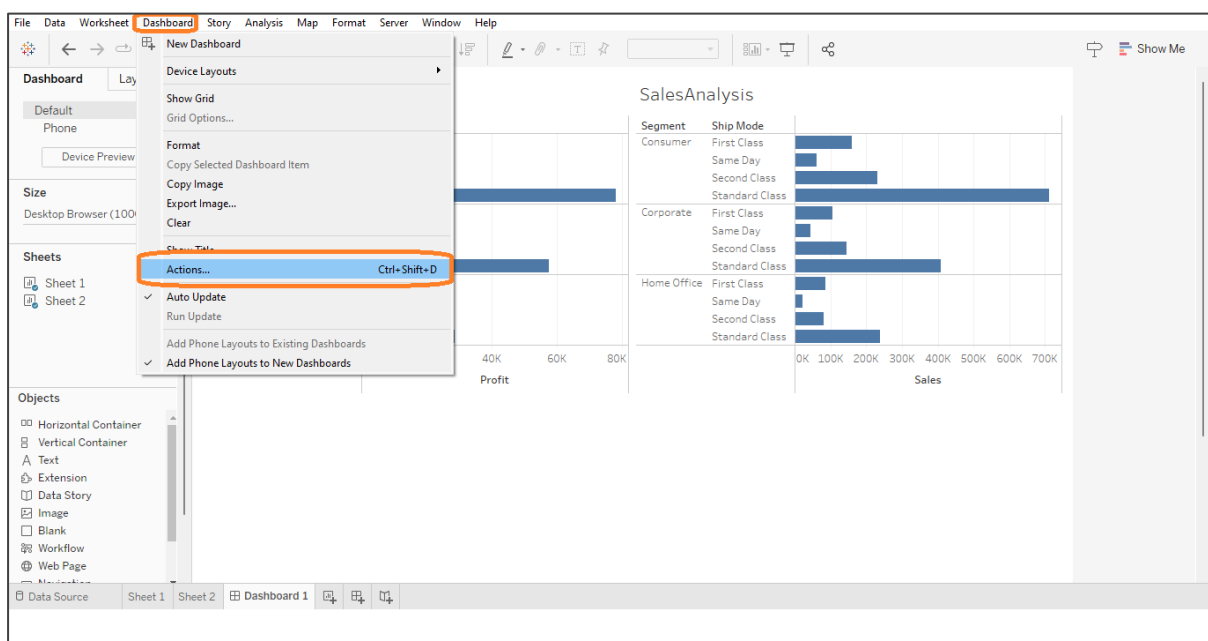 File Data Worksheet Dashboard Story Analysis Map Format Server Window Help
Show Me
New Dashboard
Device Layouts
Show Grid
Grid Options...
Format
Copy Selected Dashboard Item
Copy Image
Export Image...
Clear
Show Title
Actions... Ctrl+Shift+D
Auto Update
Run Update
Add Phone Layouts to Existing Dashboards
Add Phone Layouts to New Dashboards
Dashboard Lay
Default
Phone
Device Preview
Size
Desktop Browser (100
Sheets
Sheet 1
Sheet 2
Objects
Horizontal Container
Vertical Container
A Text
Extension
Data Story
Image
Blank
Workflow
Web Page
Navigation
40K 60K 80K
Profit
SalesAnalysis
Segment Ship Mode
Consumer First Class
Same Day
Second Class
Standard Class
Corporate First Class
Same Day
Second Class
Standard Class
Home Office First Class
Same Day
Second Class
Standard Class
0K 100K 200K 300K 400K 500K 600K 700K
Sales
Data Source Sheet 1 Sheet 2 Dashboard 1